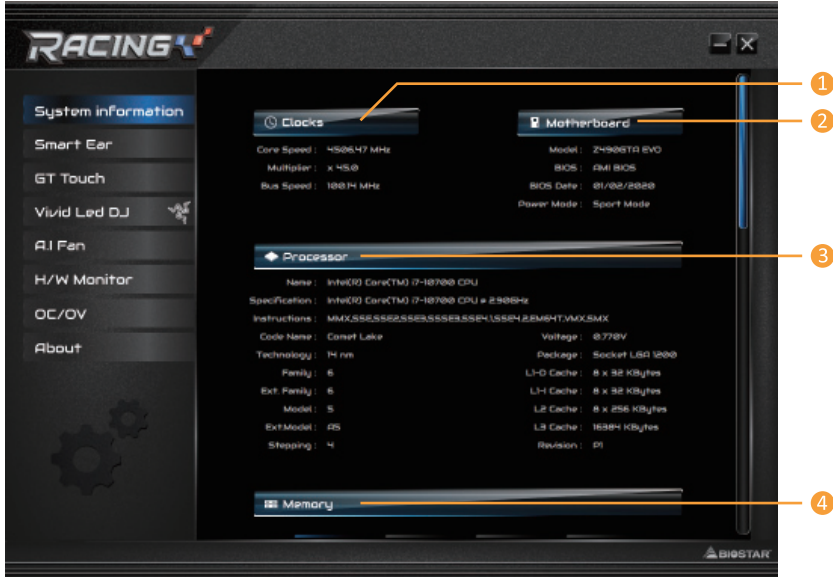 RACING
System information
Smart Ear
GT Touch
Vivid Led DJ
A.I Fan
H/W Monitor
OC/OV
About
Clocks
1
Core Speed : 4506.47 MHz
Multiplier : x 45.0
Bus Speed : 100.14 MHz
Motherboard
2
Model : Z490GTA EVO
BIOS : AMI BIOS
BIOS Date : 01/02/2020
Power Mode : Sport Mode
Processor
3
Name : Intel(R) Core(TM) i7-10700 CPU
Specification : Intel(R) Core(TM) i7-10700 CPU @ 2.90GHz
Instructions : MMX,SSE,SSE2,SSE3,SSSE3,SSE4.1,SSE4.2,EM64T,VMX,SMX
Code Name : Comet Lake
Technology : 14 nm
Family : 6
Ext. Family : 6
Model : 5
Ext.Model : A5
Stepping : 4
Voltage : 0.770V
Package : Socket LGA 1200
L1-D Cache : 8 x 32 KBytes
L1-I Cache : 8 x 32 KBytes
L2 Cache : 8 x 256 KBytes
L3 Cache : 16384 KBytes
Revision : P1
Memory
4
BIOSTAR